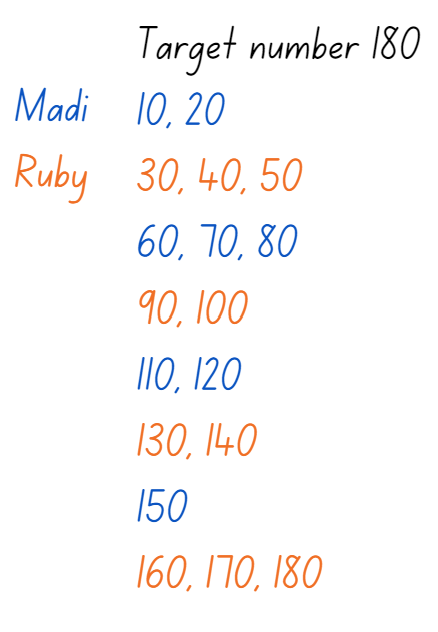 Target number 180
Madi 10, 20
Ruby 30, 40, 50
60, 70, 80
90, 100
110, 120
130, 140
150
160, 170, 180